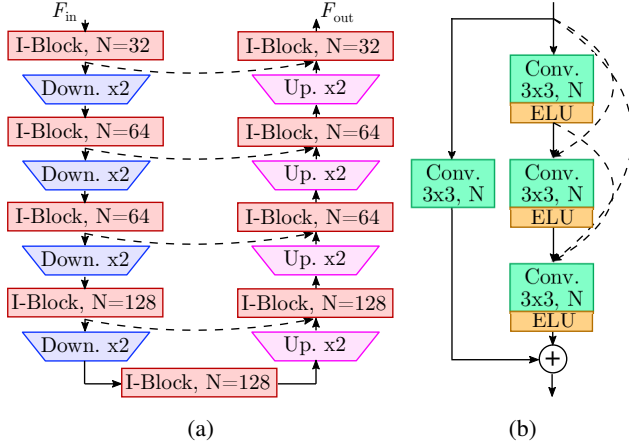 F_in
I-Block, N=32
Down. x2
I-Block, N=64
Down. x2
I-Block, N=64
Down. x2
I-Block, N=128
Down. x2
I-Block, N=128
F_out
I-Block, N=32
Up. x2
I-Block, N=64
Up. x2
I-Block, N=64
Up. x2
I-Block, N=128
Up. x2
(a)
Conv.
3x3, N
Conv.
3x3, N
ELU
Conv.
3x3, N
ELU
Conv.
3x3, N
ELU
+
(b)